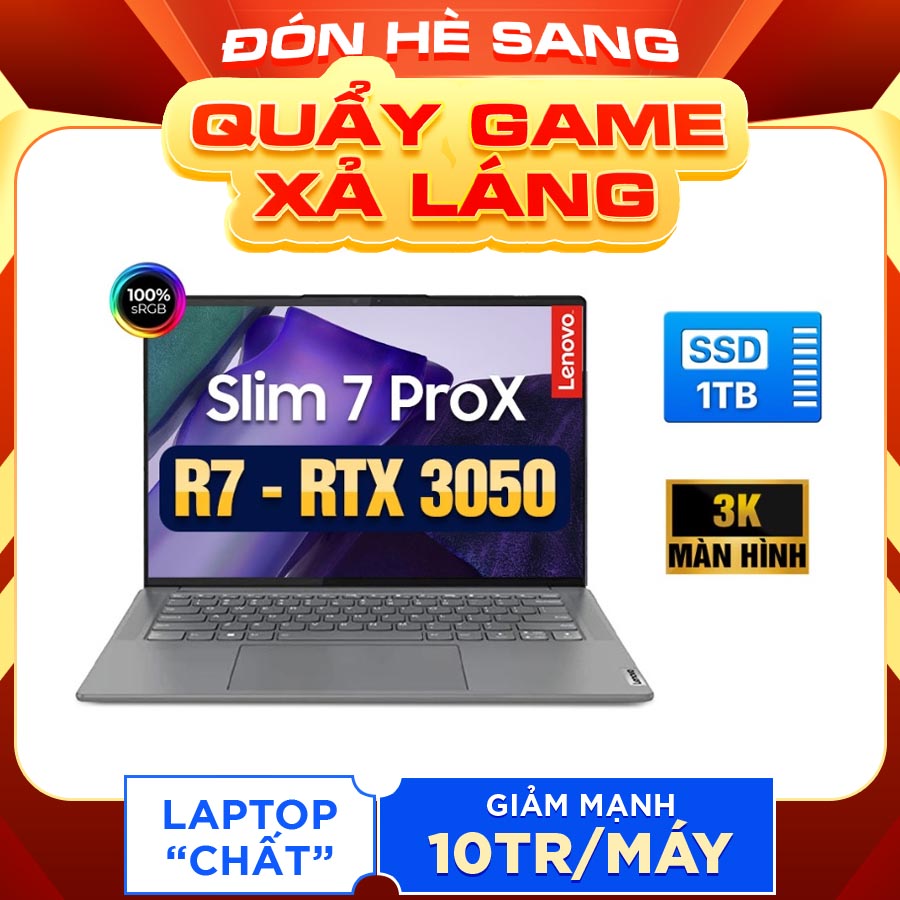 ĐÓN HÈ SANG
QUẨY GAME
XẢ LÁNG
100%
sRGB
Lenovo
Slim 7 ProX
R7 - RTX 3050
SSD
1TB
3K
MÀN HÌNH
Lenovo
LAPTOP
“CHẤT”
GIẢM MẠNH
10TR/MÁY